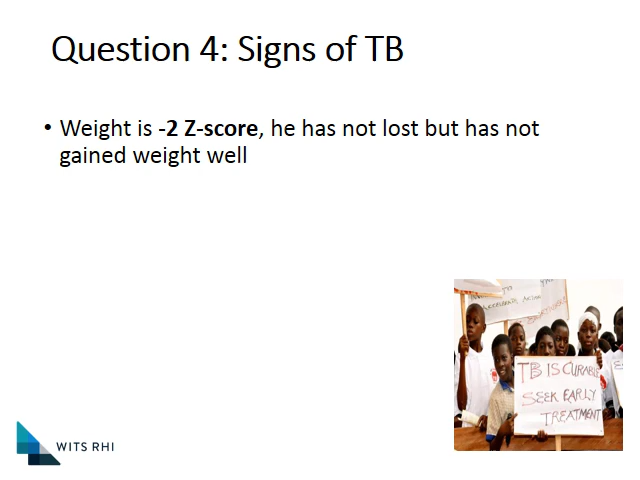 Question 4: Signs of TB
• Weight is -2 Z-score, he has not lost but has not
gained weight well
TB IS CURABLE
SEEK EARLY
TREATMENT
WITS RHI